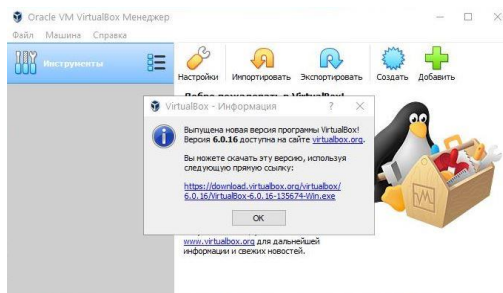 Oracle VM VirtualBox Менеджер
Файл Машина Справка
Инструменты
Настройки Импортировать Экспортировать Создать Добавить
VirtualBox - Информация
Выпущена новая версия программы VirtualBox!
Версия 6.0.16 доступна на сайте virtualbox.org.
Вы можете скачать эту версию, используя
следующую прямую ссылку:
https://download.virtualbox.org/virtualbox/
6.0.16/VirtualBox-6.0.16-135674-Win.exe
OK
www.virtualbox.org для дальнейшей
информации и свежих новостей.